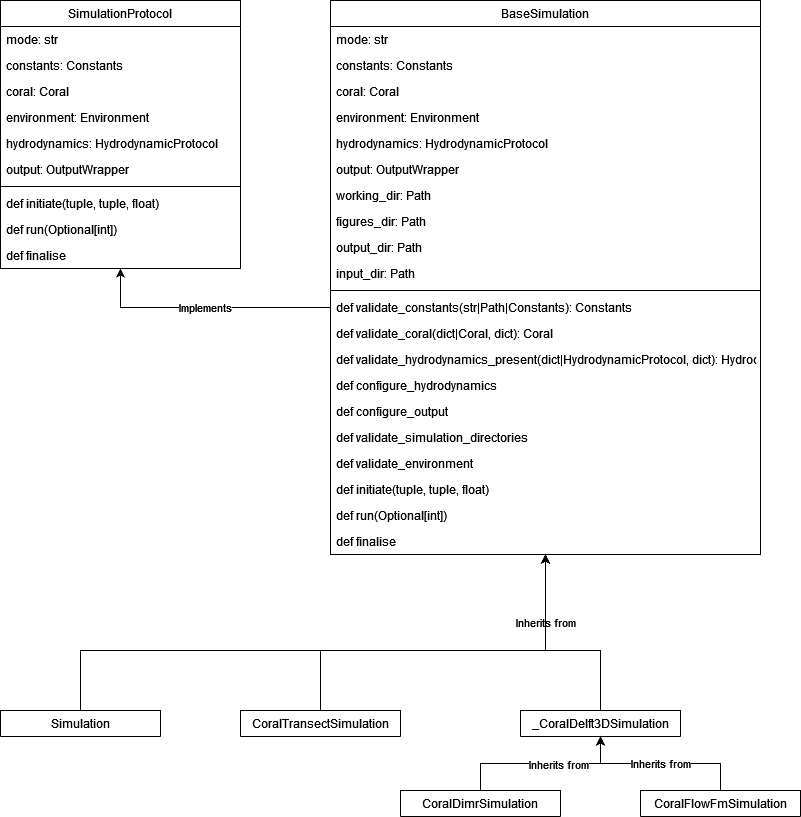 SimulationProtocol
mode: str
constants: Constants
coral: Coral
environment: Environment
hydrodynamics: HydrodynamicProtocol
output: OutputWrapper
def initiate(tuple, tuple, float)
def run(Optional[int])
def finalise
BaseSimulation
mode: str
constants: Constants
coral: Coral
environment: Environment
hydrodynamics: HydrodynamicProtocol
output: OutputWrapper
working_dir: Path
figures_dir: Path
output_dir: Path
input_dir: Path
def validate_constants(str|Path|Constants): Constants
def validate_coral(dict|Coral, dict): Coral
def validate_hydrodynamics_present(dict|HydrodynamicProtocol, dict): Hydro
def configure_hydrodynamics
def configure_output
def validate_simulation_directories
def validate_environment
def initiate(tuple, tuple, float)
def run(Optional[int])
def finalise
Implements
Inherits from
Simulation
CoralTransectSimulation
_CoralDelft3DSimulation
Inherits from
Inherits from
CoralDimrSimulation
CoralFlowFmSimulation